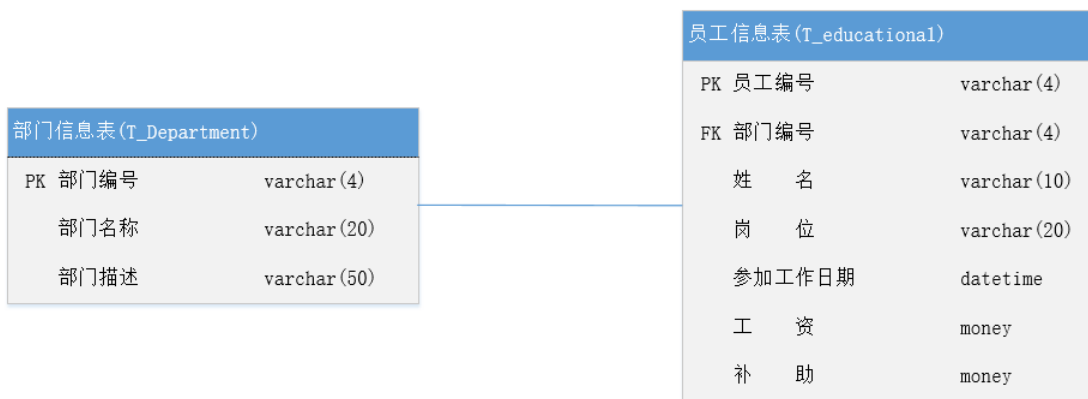 部门信息表(T_Department)
PK 部门编号 varchar(4)
部门名称 varchar(20)
部门描述 varchar(50)
员工信息表(T_educational)
PK 员工编号 varchar(4)
FK 部门编号 varchar(4)
姓 名 varchar(10)
岗 位 varchar(20)
参加工作日期 datetime
工 资 money
补 助 money